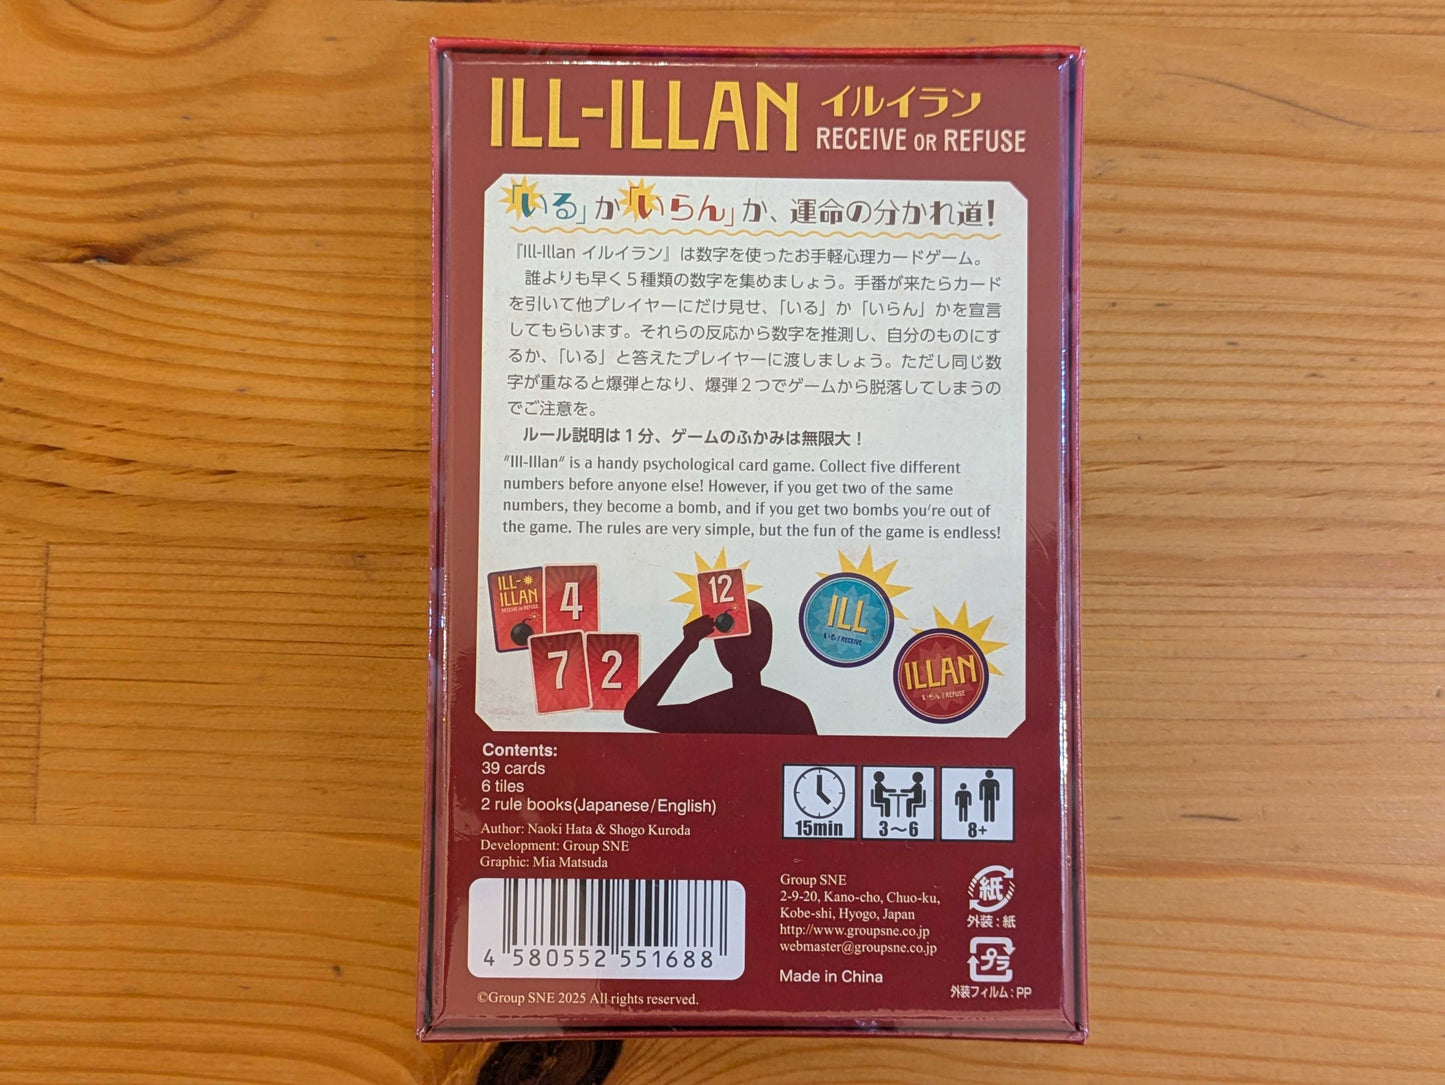 ILL-ILLAN イルイラン
RECEIVE OR REFUSE
「いる」か「いらん」か、運命の分かれ道！
『Ill-Illan イルイラン』は数字を使ったお手軽心理カードゲーム。
誰よりも早く５種類の数字を集めましょう。手番が来たらカード
を引いて他プレイヤーにだけ見せ、「いる」か「いらん」かを宣言
してもらいます。それらの反応から数字を推測し、自分のものにす
るか、「いる」と答えたプレイヤーに渡しましょう。ただし同じ数
字が重なると爆弾となり、爆弾２つでゲームから脱落してしまうの
でご注意を。
ルール説明は１分、ゲームのふかみは無限大！
"Ill-Illan" is a handy psychological card game. Collect five different
numbers before anyone else! However, if you get two of the same
numbers, they become a bomb, and if you get two bombs you're out of
the game. The rules are very simple, but the fun of the game is endless!
ILL-
ILLAN
RECEIVE OR REFUSE
4
7
2
12
ILL
いる / RECEIVE
ILLAN
いらん / REFUSE
Contents:
39 cards
6 tiles
2 rule books(Japanese/English)
Author: Naoki Hata & Shogo Kuroda
Development: Group SNE
Graphic: Mia Matsuda
15min
3〜6
8+
4 580552 551688
©Group SNE 2025 All rights reserved.
Group SNE
2-9-20, Kano-cho, Chuo-ku,
Kobe-shi, Hyogo, Japan
http://www.groupsne.co.jp
webmaster@groupsne.co.jp
Made in China
紙
外装：紙
プラ
外装フィルム：PP